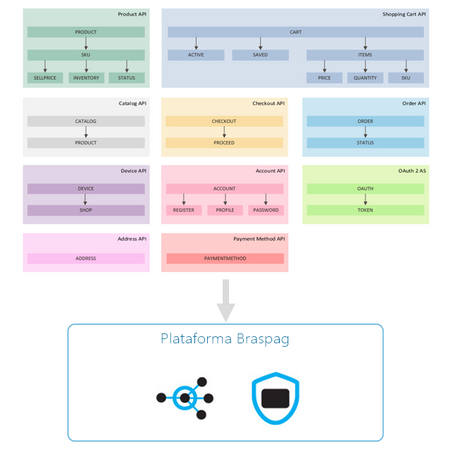 Product API
PRODUCT
SKU
SELLPRICE INVENTORY STATUS
Shopping Cart API
CART
ACTIVE SAVED ITEMS
PRICE QUANTITY SKU
Catalog API
CATALOG
PRODUCT
Checkout API
CHECKOUT
PROCEED
Order API
ORDER
STATUS
Device API
DEVICE
SHOP
Account API
ACCOUNT
REGISTER PROFILE PASSWORD
OAuth 2 AS
OAUTH
TOKEN
Address API
ADDRESS
Payment Method API
PAYMENTMETHOD
Plataforma Braspag